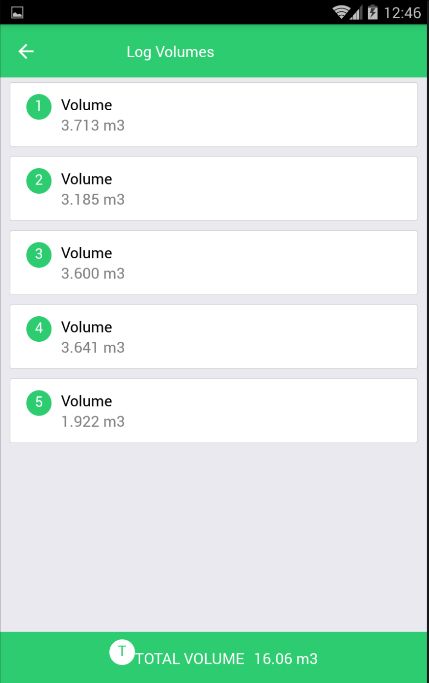 12:46
Log Volumes
1
Volume
3.713 m3
2
Volume
3.185 m3
3
Volume
3.600 m3
4
Volume
3.641 m3
5
Volume
1.922 m3
T TOTAL VOLUME 16.06 m3